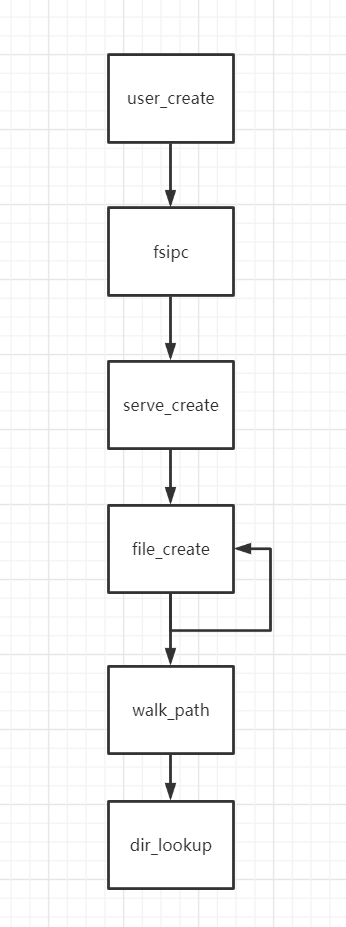 user_create
fsipc
serve_create
file_create
walk_path
dir_lookup